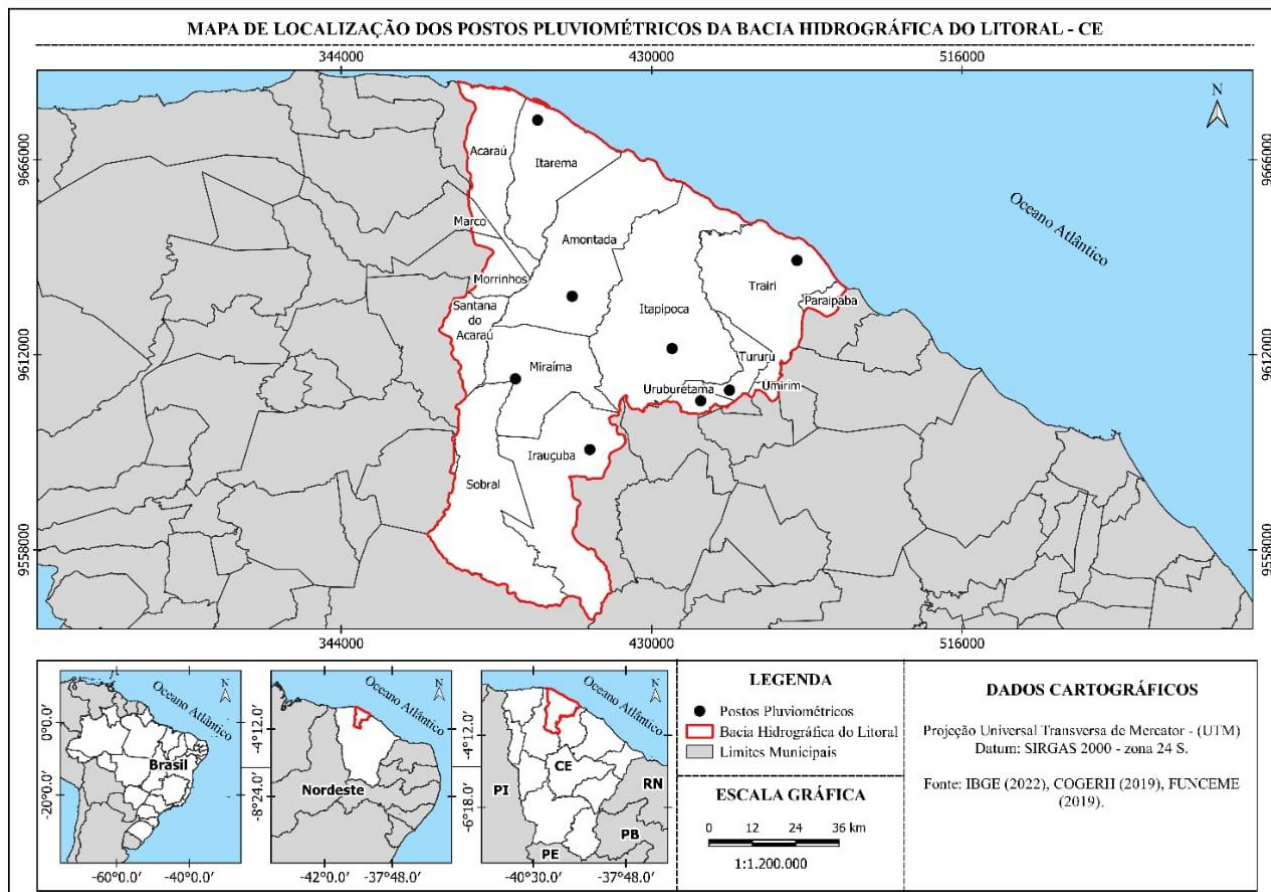 MAPA DE LOCALIZAÇÃO DOS POSTOS PLUVIOMÉTRICOS DA BACIA HIDROGRÁFICA DO LITORAL - CE
344000 430000 516000
N
9666000 9666000
Acaraú
Itarema
Oceano Atlântico
Marco
Amontada
Morrinhos
Trairi
Santana do Acaraú
Paraipaba
Itapipoca
9612000 9612000
Tururu
Miraíma
Uruburetama
Umirim
Irauçuba
Sobral
9558000 9558000
344000 430000 516000
Oceano Atlântico
N
0°0.0'
Brasil
-20°0.0'
-60°0.0' -40°0.0'
Oceano Atlântico
N
-4°12.0'
Nordeste
-8°24.0'
-42°0.0' -37°48.0'
Oceano Atlântico
N
-4°12.0'
CE
RN
PI
-6°18.0'
PB
PE
-40°30.0' -37°48.0'
LEGENDA
Postos Pluviométricos
Bacia Hidrográfica do Litoral
Limites Municipais
ESCALA GRÁFICA
0 12 24 36 km
1:1.200.000
DADOS CARTOGRÁFICOS
Projeção Universal Transversa de Mercator - (UTM)
Datum: SIRGAS 2000 - zona 24 S.
Fonte: IBGE (2022), COGERH (2019), FUNCEME
(2019).